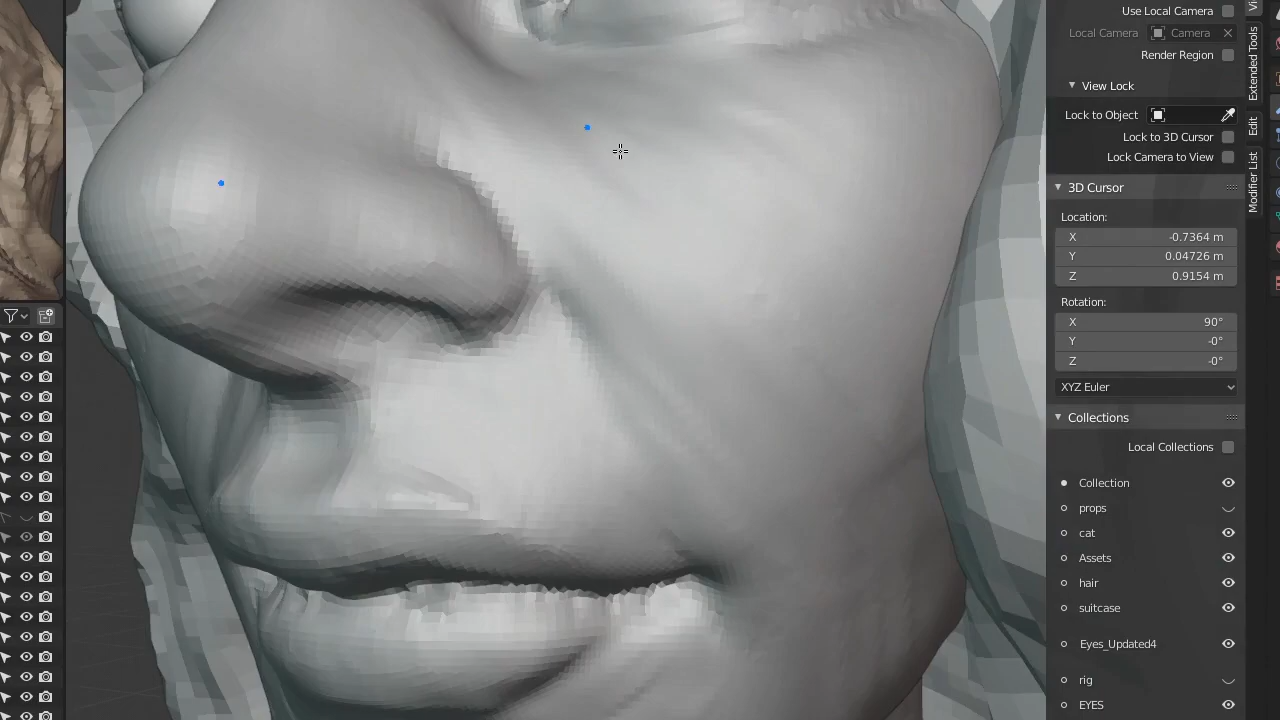 Use Local Camera
Local Camera Camera
Render Region
View Lock
Lock to Object
Lock to 3D Cursor
Lock Camera to View
3D Cursor
Location:
X -0.7364 m
Y 0.04726 m
Z 0.9154 m
Rotation:
X 90°
Y -0°
Z -0°
XYZ Euler
Collections
Local Collections
Collection
props
cat
Assets
hair
suitcase
Eyes_Updated4
rig
EYES
Vi
Extended Tools
Edit
Modifier List